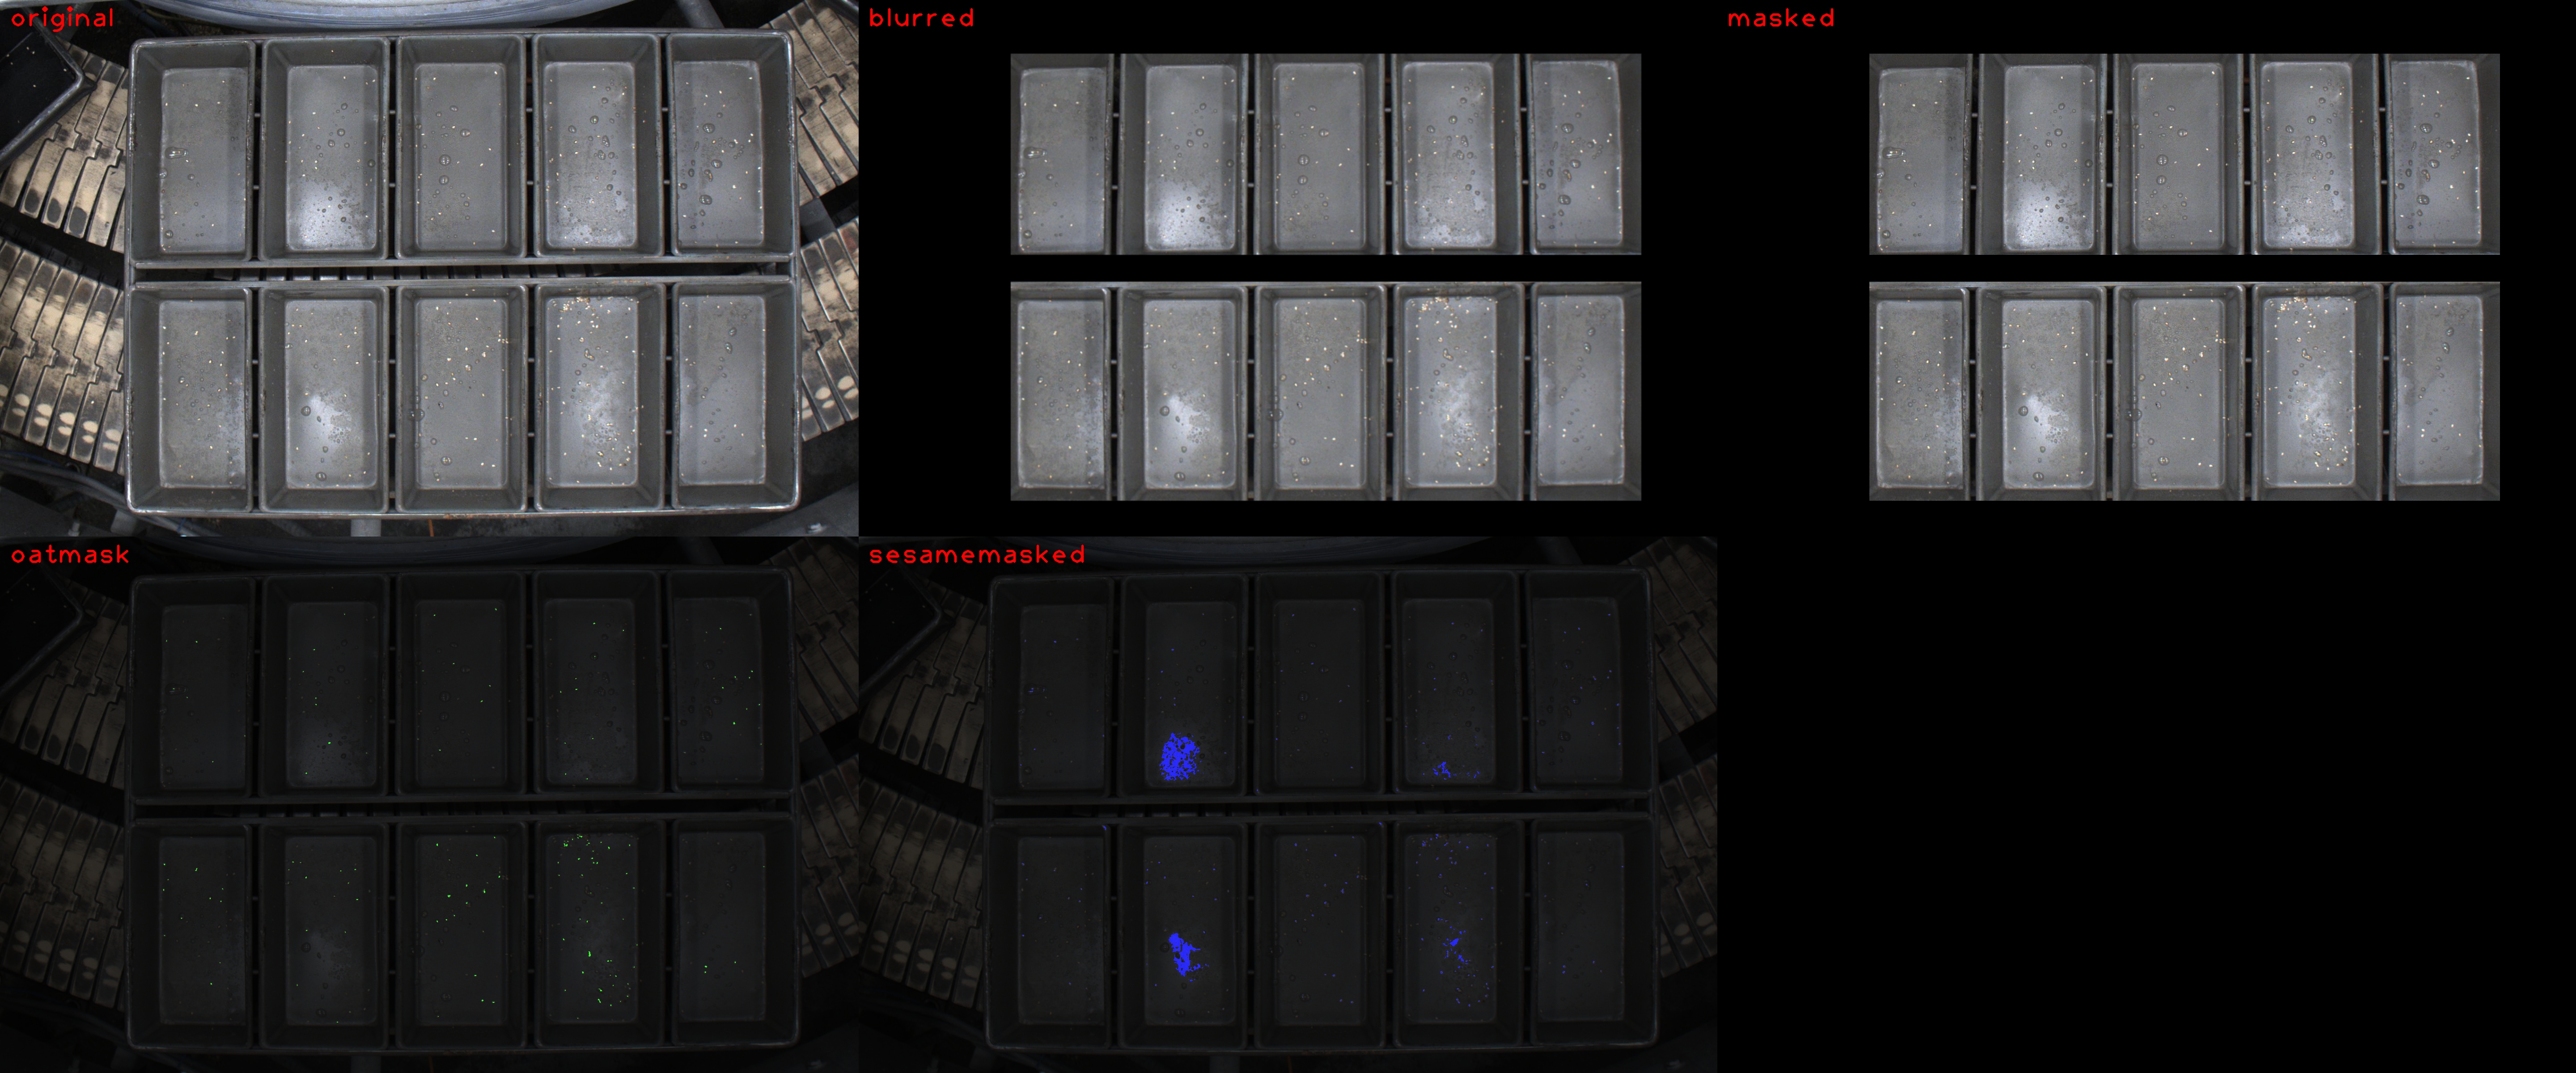 original
blurred
masked
oatmask
sesamemasked